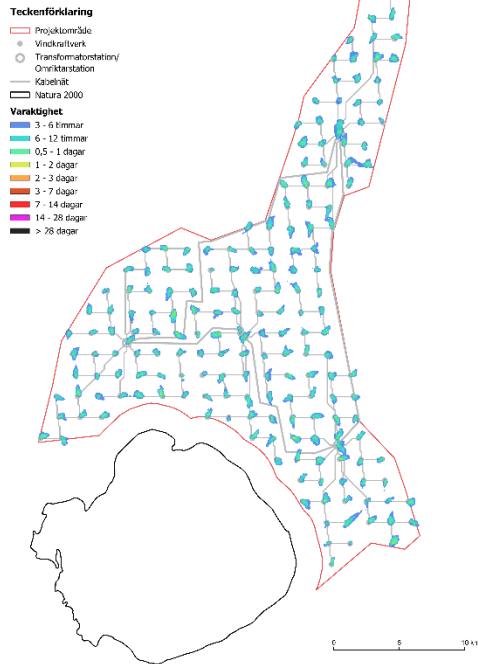 Teckenförklaring
Projektområde
Vindkraftverk
Transformatorstation/
Omriktarstation
Kabelnät
Natura 2000
Varaktighet
3 - 6 timmar
6 - 12 timmar
0,5 - 1 dagar
1 - 2 dagar
2 - 3 dagar
3 - 7 dagar
7 - 14 dagar
14 - 28 dagar
> 28 dagar
0 5 10 km